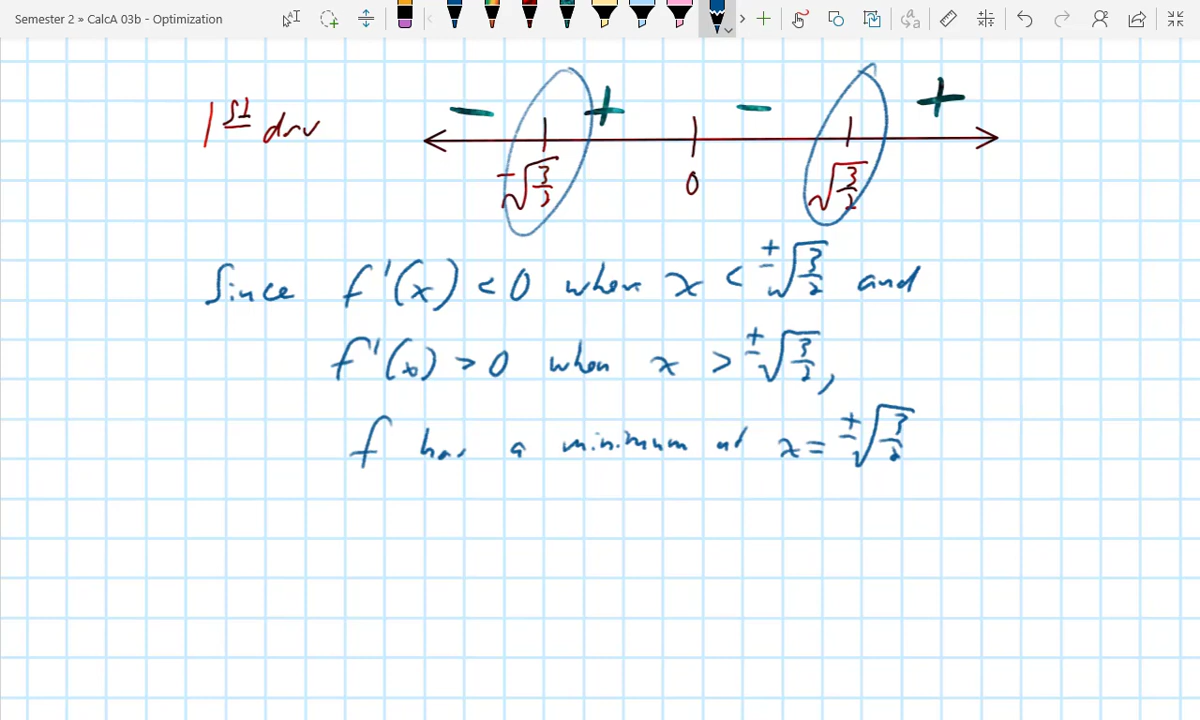 Semester 2 » CalcA 03b - Optimization
1st drv
− + − +
-√(3/2) 0 √(3/2)
Since f'(x) < 0 when x < ±√(3/2) and
f'(x) > 0 when x > ±√(3/2),
f has a minimum at x = ±√(3/2)